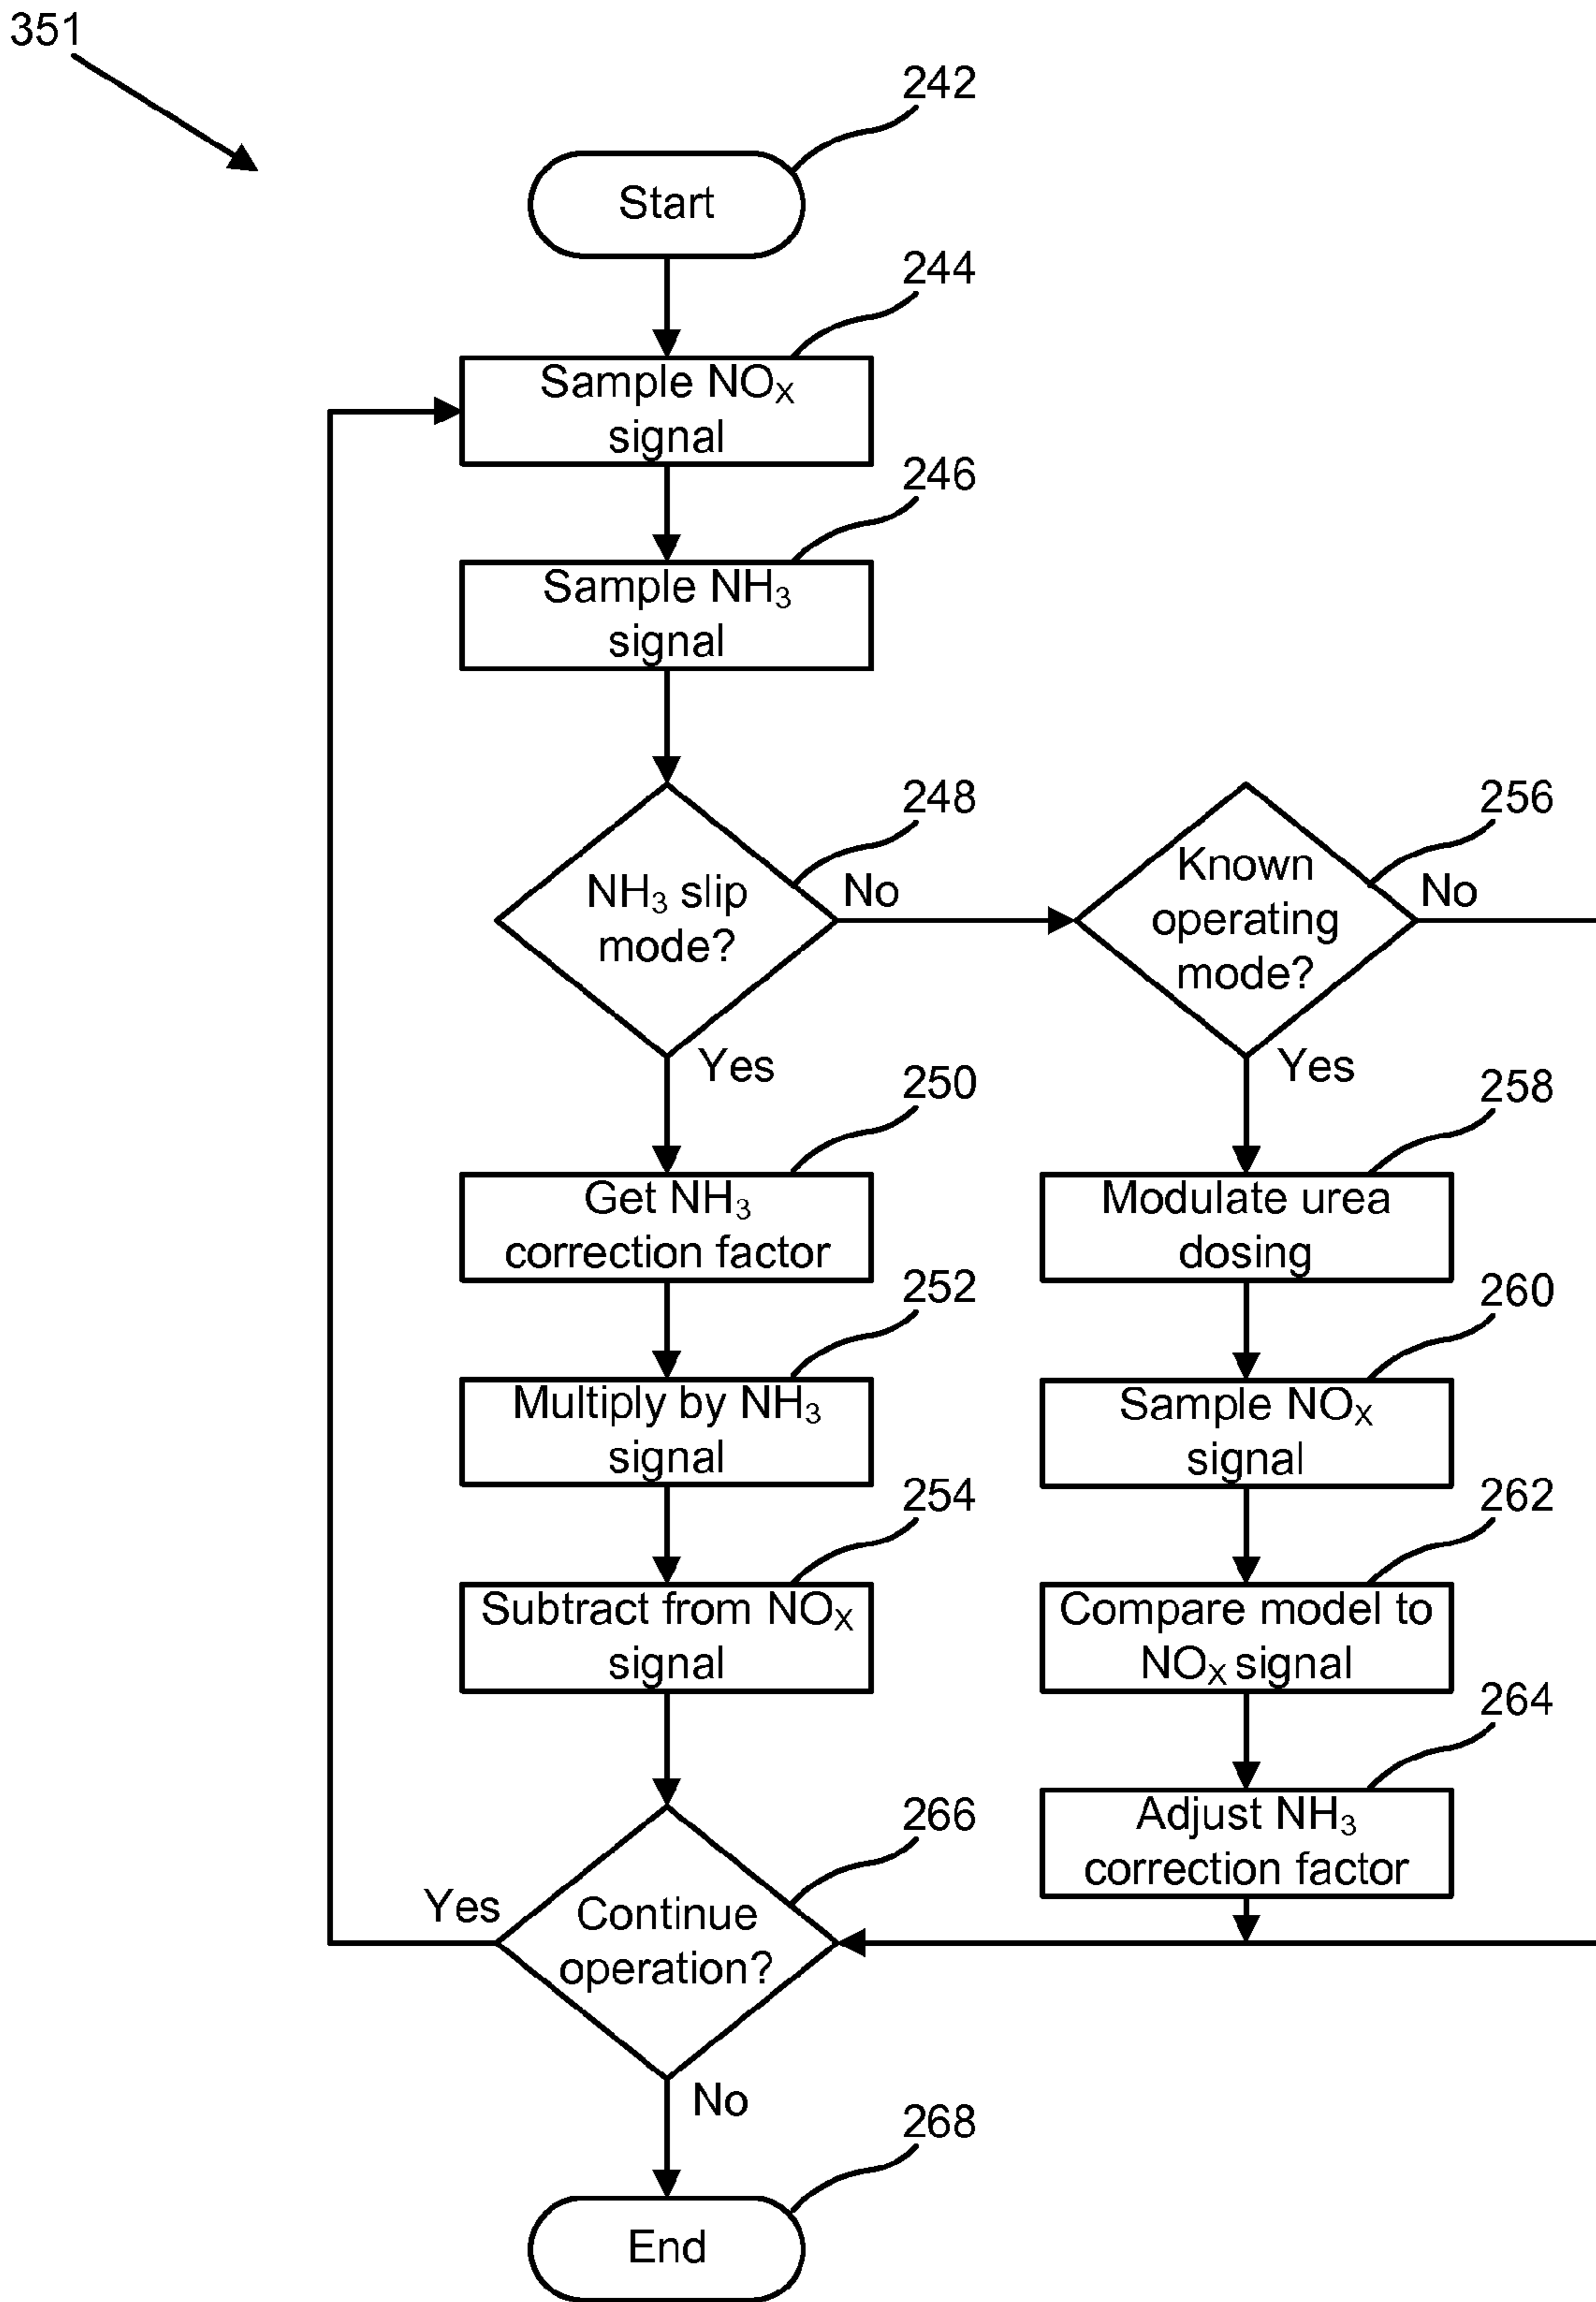 351
242
Start
244
Sample NOX
signal
246
Sample NH3
signal
248
256
NH3 slip
mode?
No
Known
operating
mode?
No
Yes
Yes
250
258
Get NH3
correction factor
Modulate urea
dosing
252
260
Multiply by NH3
signal
Sample NOX
signal
254
262
Subtract from NOX
signal
Compare model to
NOX signal
264
266
Adjust NH3
correction factor
Yes
Continue
operation?
No
268
End